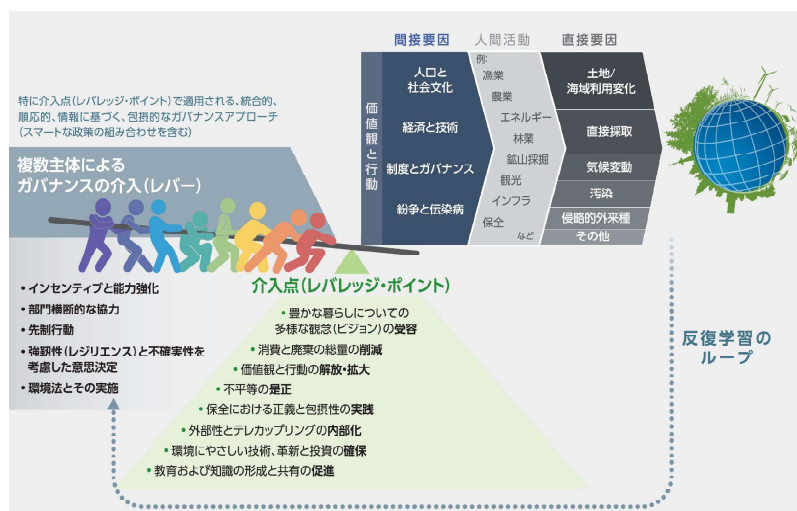 特に介入点(レバレッジ・ポイント)で適用される、統合的、
順応的、情報に基づく、包摂的なガバナンスアプローチ
(スマートな政策の組み合わせを含む)
複数主体による
ガバナンスの介入(レバー)
・インセンティブと能力強化
・部門横断的な協力
・先制行動
・強靭性(レジリエンス)と不確実性を
考慮した意思決定
・環境法とその実施
間接要因
人間活動
直接要因
価値観と行動
人口と
社会文化
経済と技術
制度とガバナンス
紛争と伝染病
例:
漁業
農業
エネルギー
林業
鉱山採掘
観光
インフラ
保全
など
土地/
海域利用変化
直接採取
気候変動
汚染
侵略的外来種
その他
介入点(レバレッジ・ポイント)
・豊かな暮らしについての
多様な観念(ビジョン)の受容
・消費と廃棄の総量の削減
・価値観と行動の解放・拡大
・不平等の是正
・保全における正義と包摂性の実践
・外部性とテレカップリングの内部化
・環境にやさしい技術、革新と投資の確保
・教育および知識の形成と共有の促進
反復学習の
ループ